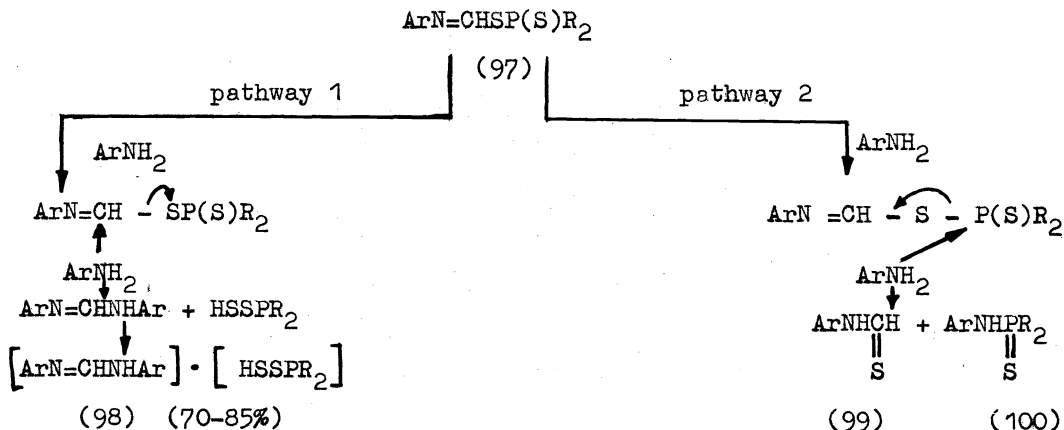 ArN=CHSP(S)R2
(97)
pathway 1
pathway 2
ArNH2
ArNH2
ArN=CH - SP(S)R2
ArN =CH - S - P(S)R2
ArNH2
ArNH2
ArN=CHNHAr + HSSPR2
ArNHCH + ArNHPR2
S S
[ArN=CHNHAr] · [ HSSPR2]
(98) (70-85%)
(99) (100)